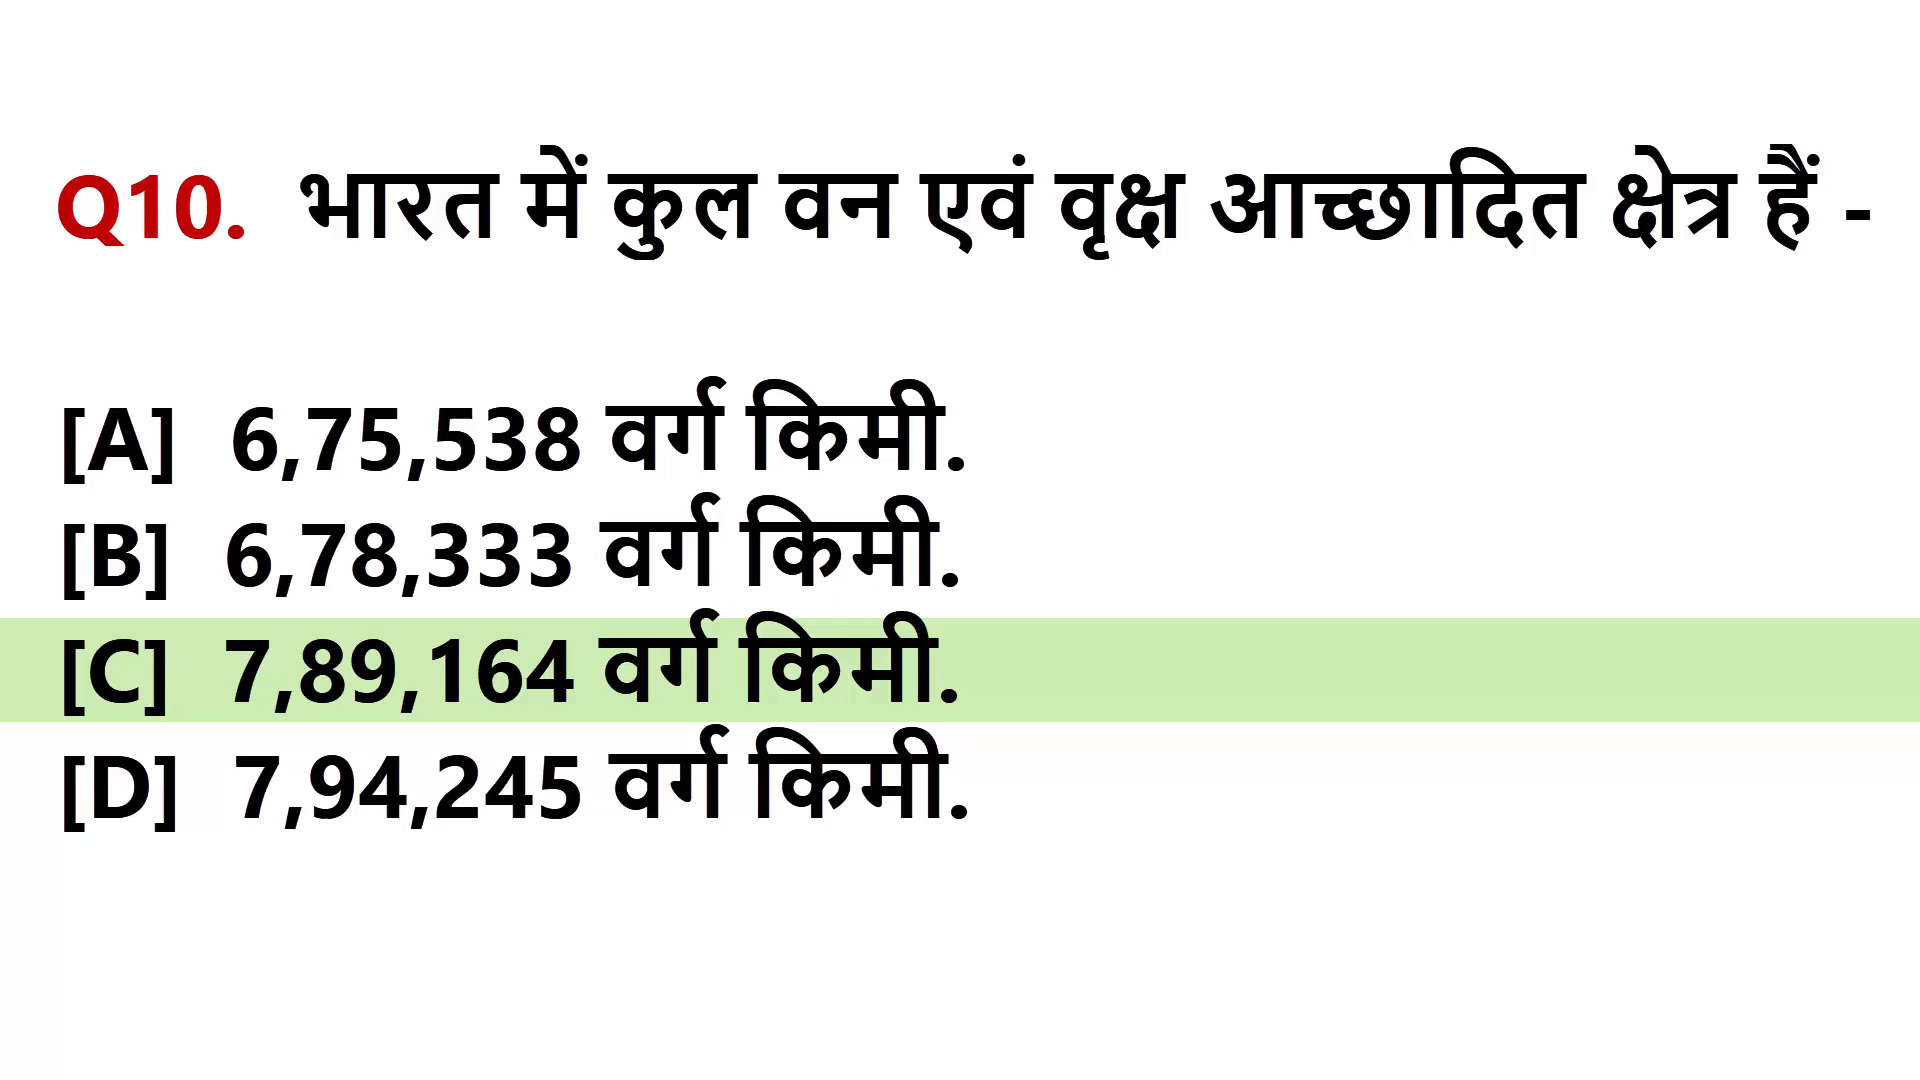 Q10. भारत में कुल वन एवं वृक्ष आच्छादित क्षेत्र हैं -
[A] 6,75,538 वर्ग किमी.
[B] 6,78,333 वर्ग किमी.
[C] 7,89,164 वर्ग किमी.
[D] 7,94,245 वर्ग किमी.